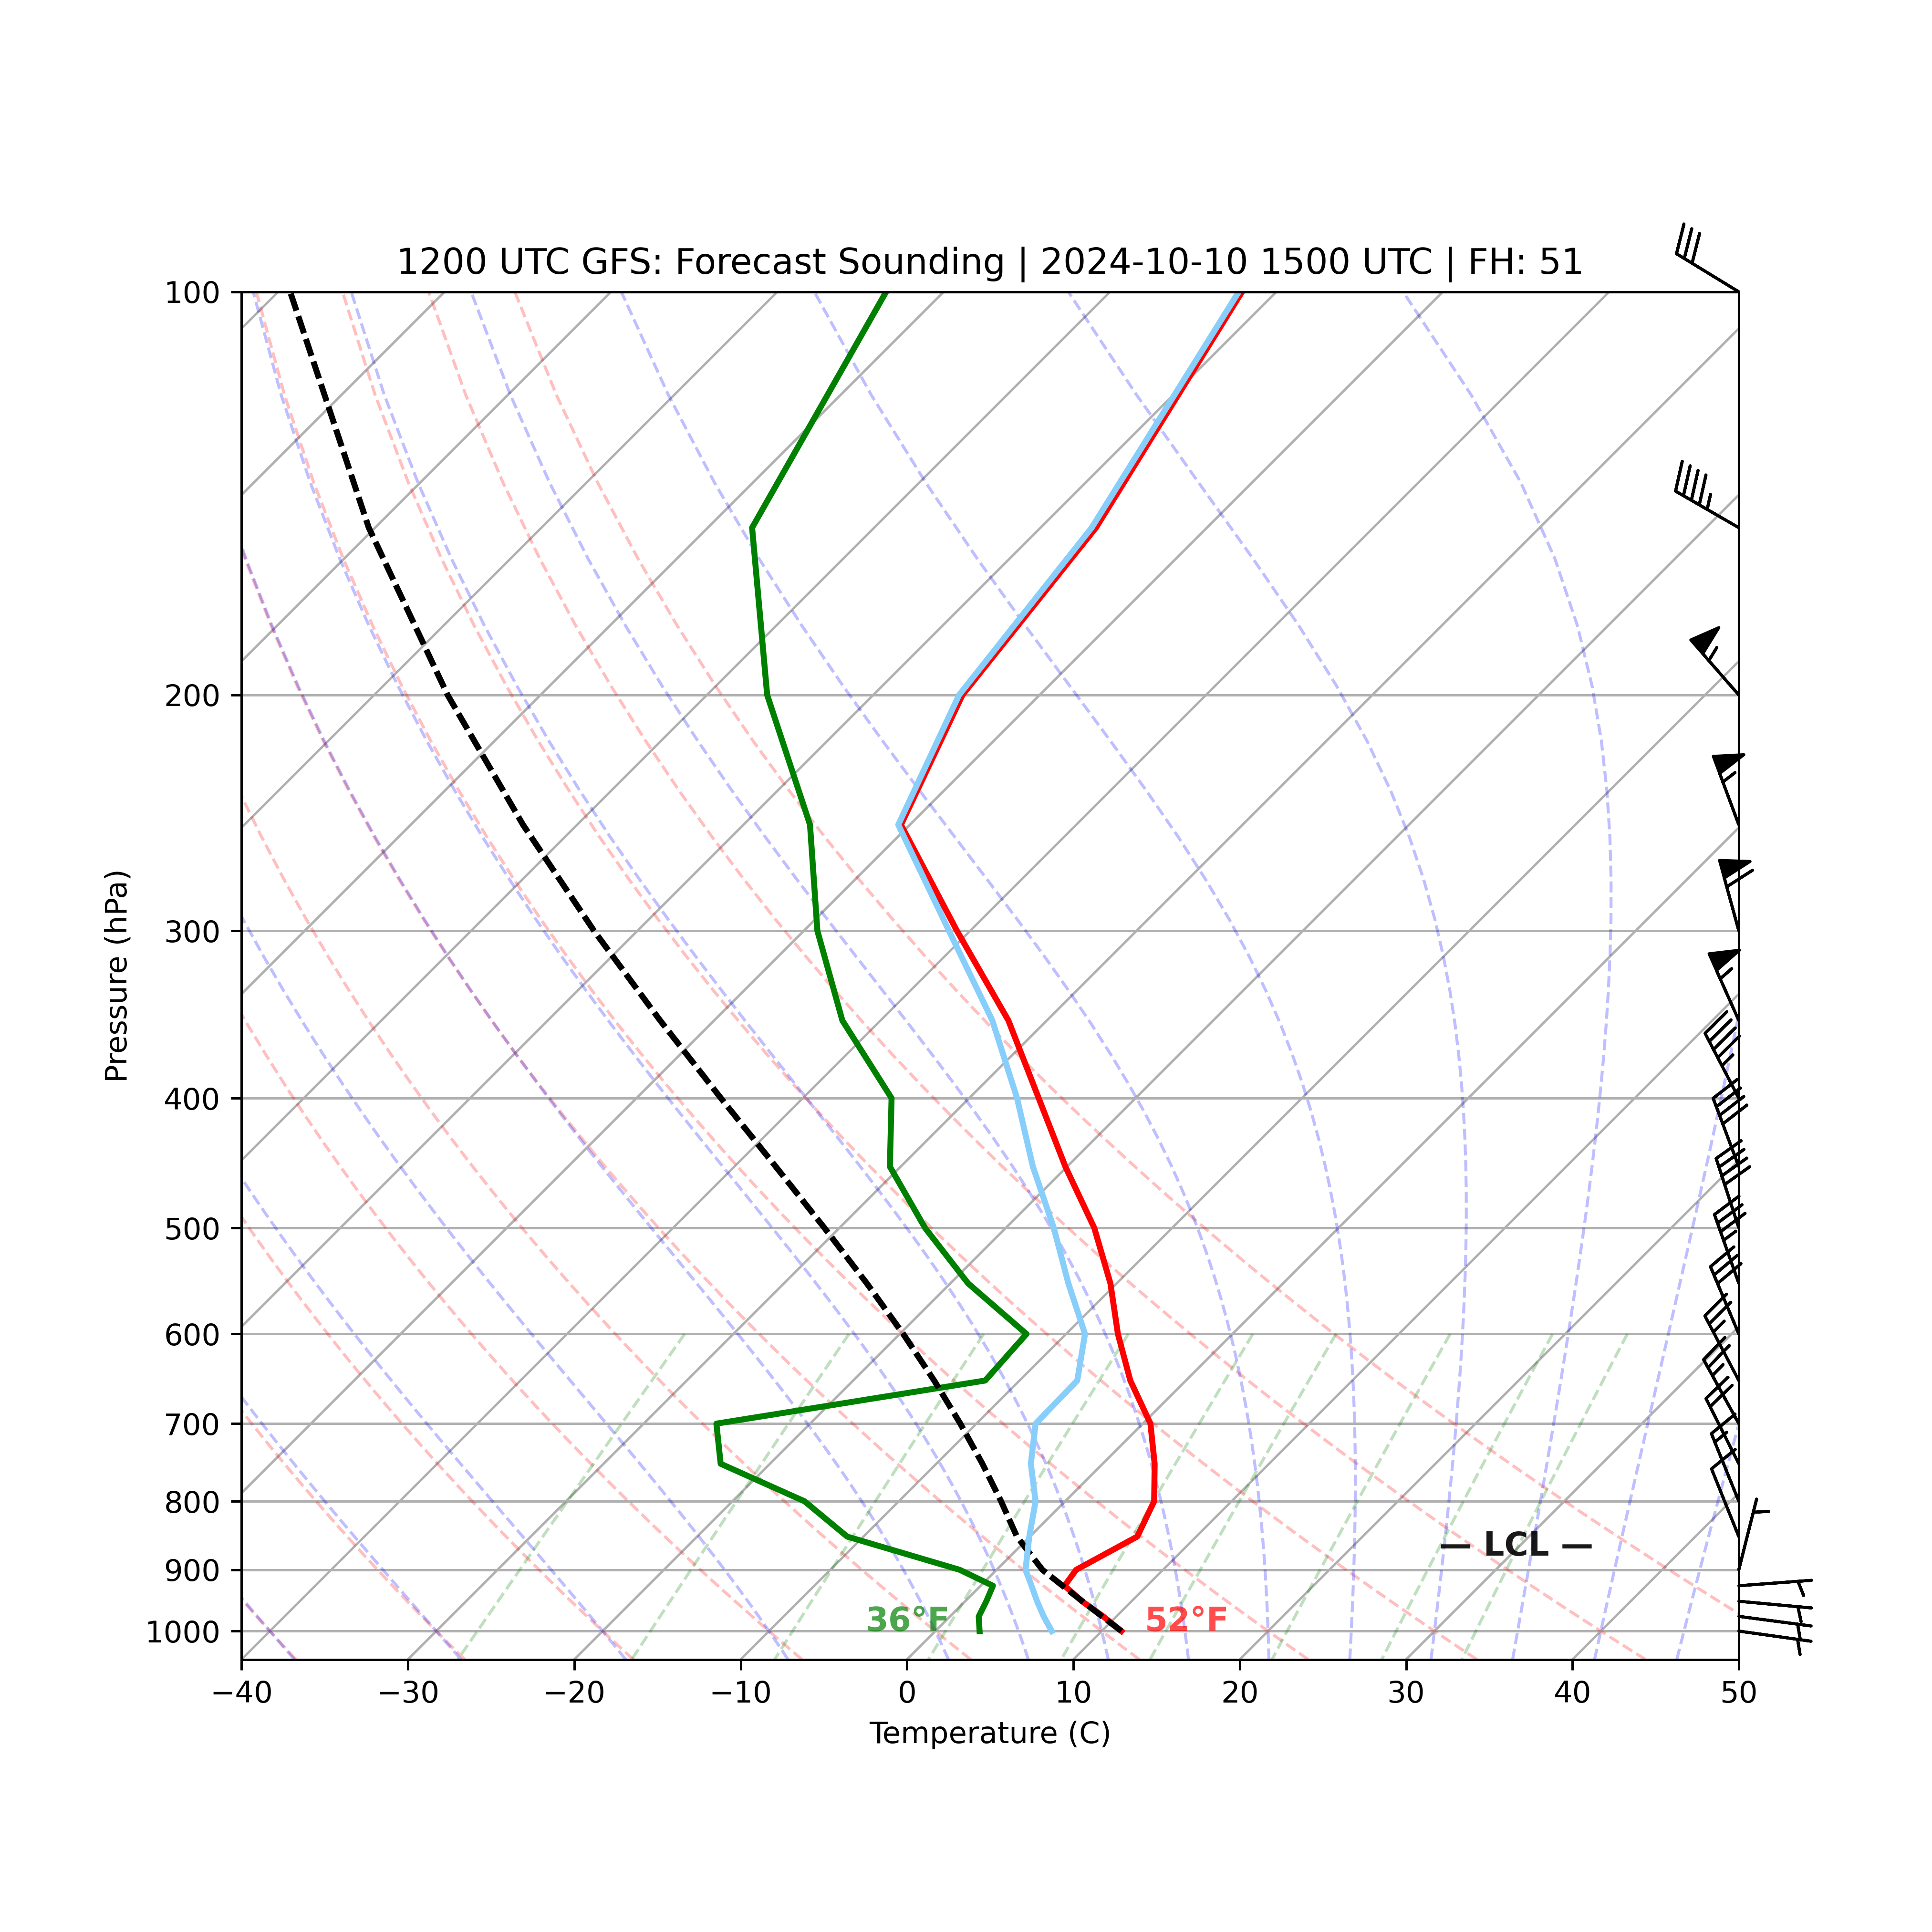 1200 UTC GFS: Forecast Sounding | 2024-10-10 1500 UTC | FH: 51
100
200
300
400
500
600
700
800
900
1000
Pressure (hPa)
— LCL —
36°F
52°F
−40 −30 −20 −10 0 10 20 30 40 50
Temperature (C)